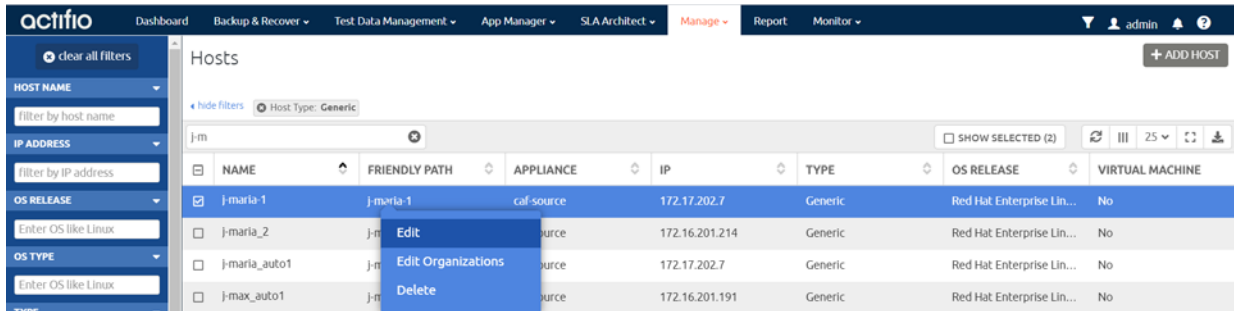 actifio Dashboard Backup & Recover Test Data Management App Manager SLA Architect Manage Report Monitor admin
clear all filters
Hosts
+ ADD HOST
HOST NAME
filter by host name
hide filters Host Type: Generic
IP ADDRESS
j-m
SHOW SELECTED (2) 25
filter by IP address
NAME FRIENDLY PATH APPLIANCE IP TYPE OS RELEASE VIRTUAL MACHINE
OS RELEASE
j-maria-1 j-maria-1 caf-source 172.17.202.7 Generic Red Hat Enterprise Lin... No
Enter OS like Linux
j-maria_2 j-m Edit ource 172.16.201.214 Generic Red Hat Enterprise Lin... No
OS TYPE
j-maria_auto1 j-m Edit Organizations ource 172.17.202.7 Generic Red Hat Enterprise Lin... No
Enter OS like Linux
j-max_auto1 j-m Delete ource 172.16.201.191 Generic Red Hat Enterprise Lin... No
TYPE